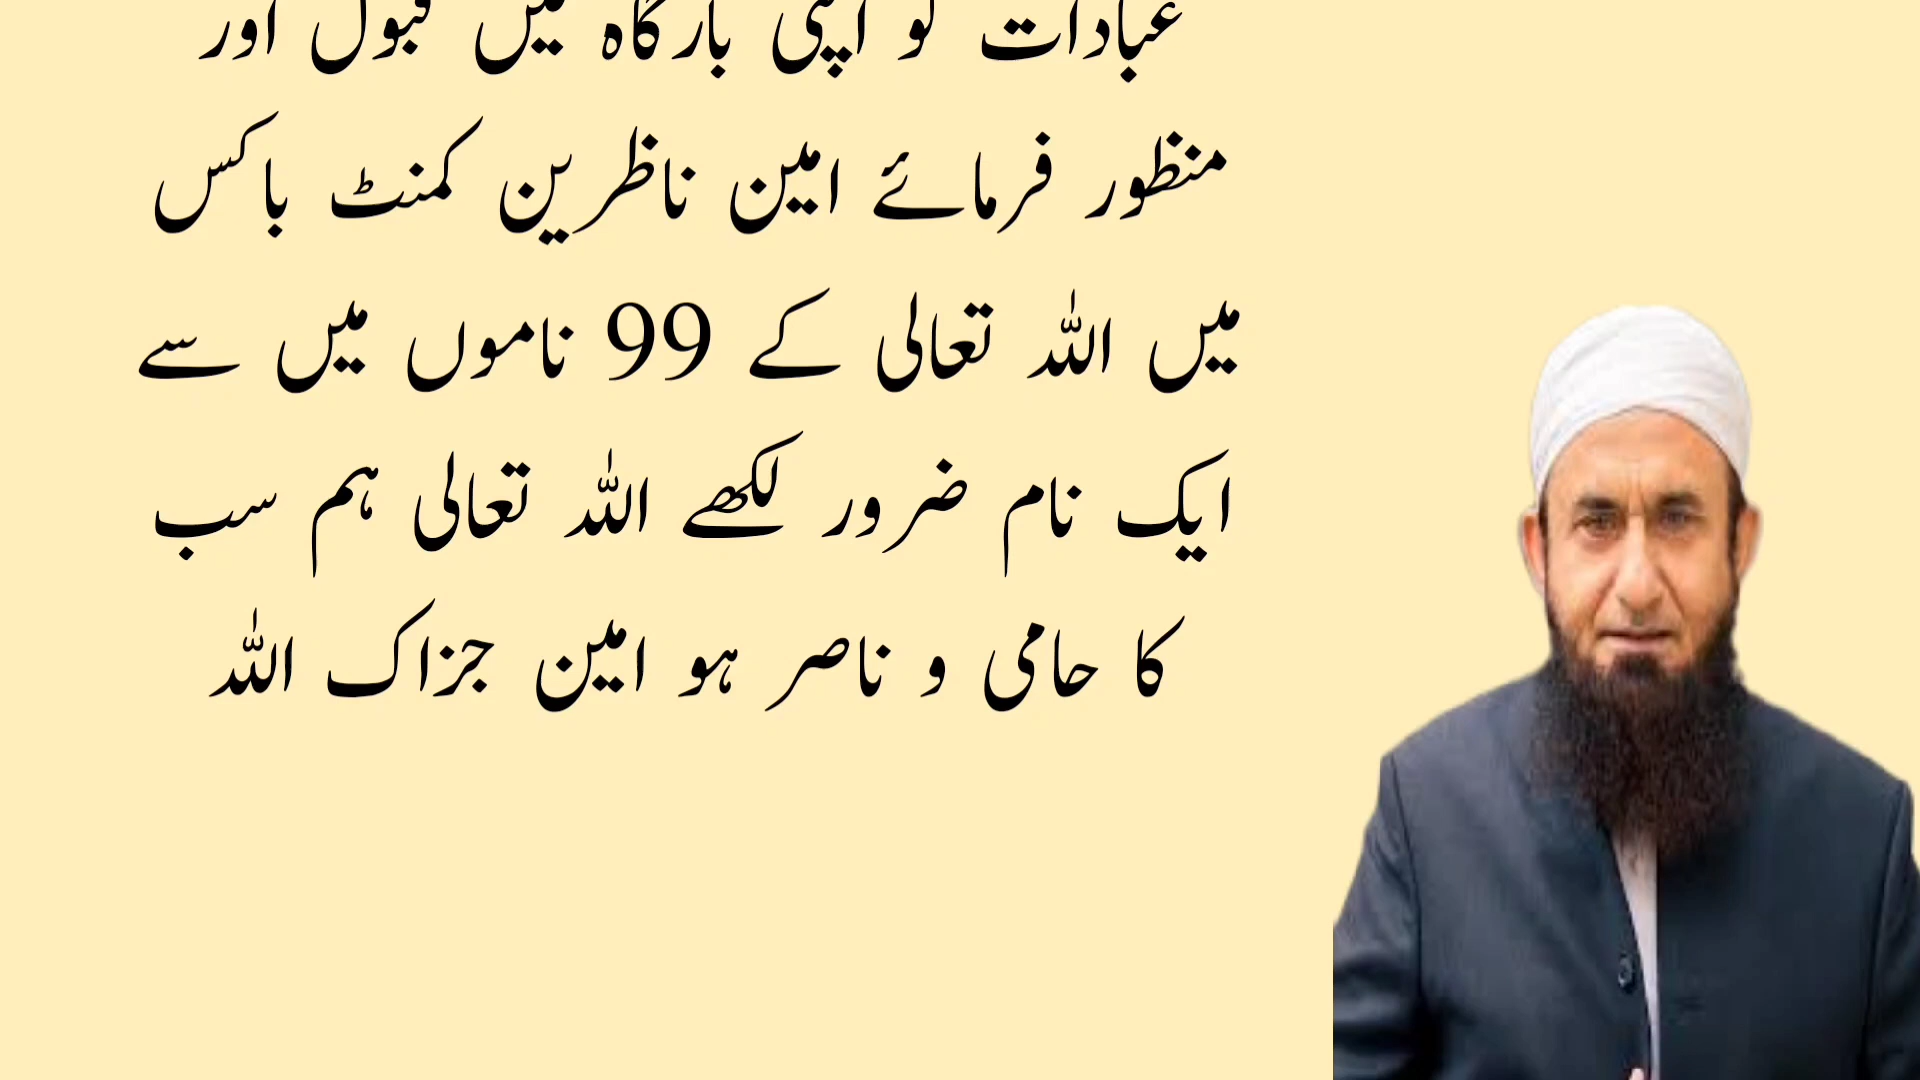 عبادات کو اپنی بارگاہ میں قبول اور
منظور فرمائے امین ناظرین کمنٹ باکس
میں اللہ تعالی کے 99 ناموں میں سے
ایک نام ضرور لکھے اللہ تعالی ہم سب
کا حامی و ناصر ہو امین جزاک اللہ